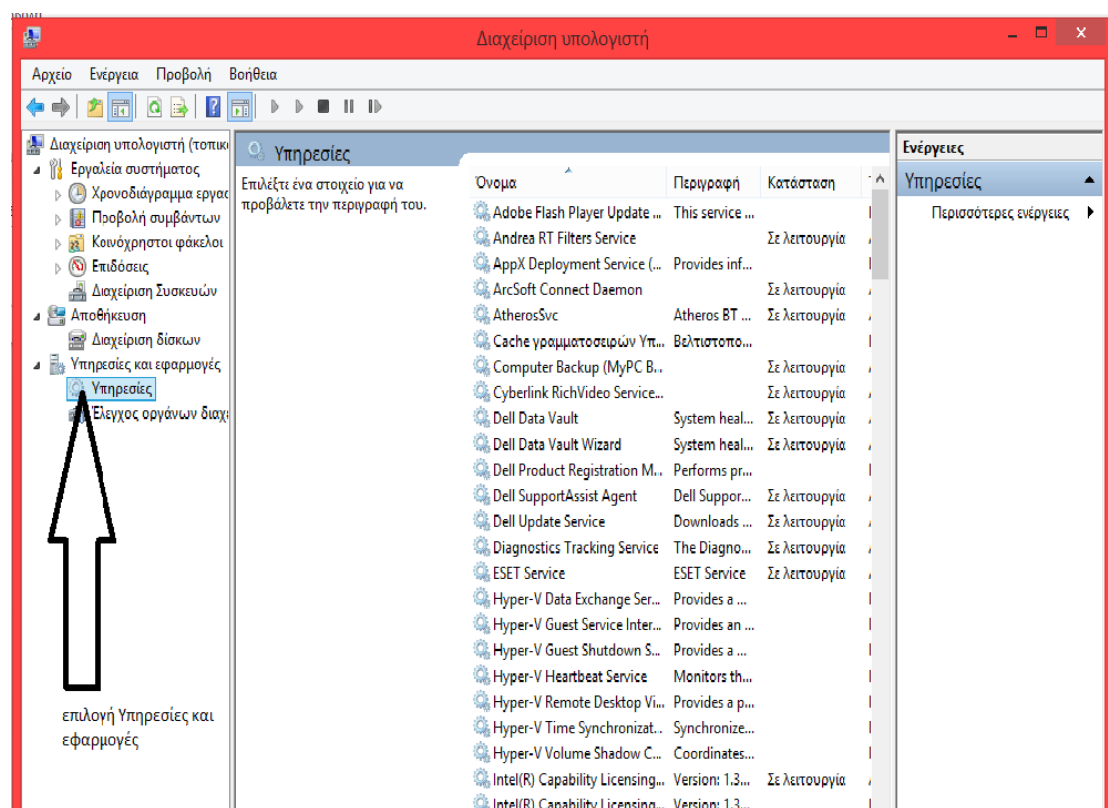 Διαχείριση υπολογιστή
Αρχείο Ενέργεια Προβολή Βοήθεια
Διαχείριση υπολογιστή (τοπικ
Εργαλεία συστήματος
Χρονοδιάγραμμα εργας
Προβολή συμβάντων
Κοινόχρηστοι φάκελοι
Επιδόσεις
Διαχείριση Συσκευών
Αποθήκευση
Διαχείριση δίσκων
Υπηρεσίες και εφαρμογές
Υπηρεσίες
Έλεγχος οργάνων διαχε
επιλογή Υπηρεσίες και
εφαρμογές
Υπηρεσίες
Επιλέξτε ένα στοιχείο για να
προβάλετε την περιγραφή του.
Όνομα Περιγραφή Κατάσταση
Adobe Flash Player Update ... This service ...
Andrea RT Filters Service Σε λειτουργία
AppX Deployment Service (... Provides inf...
ArcSoft Connect Daemon Σε λειτουργία
AtherosSvc Atheros BT ... Σε λειτουργία
Cache γραμματοσειρών Υπ... Βελτιστοπο...
Computer Backup (MyPC B... Σε λειτουργία
Cyberlink RichVideo Service... Σε λειτουργία
Dell Data Vault System heal... Σε λειτουργία
Dell Data Vault Wizard System heal... Σε λειτουργία
Dell Product Registration M... Performs pr...
Dell SupportAssist Agent Dell Suppor... Σε λειτουργία
Dell Update Service Downloads ... Σε λειτουργία
Diagnostics Tracking Service The Diagno... Σε λειτουργία
ESET Service ESET Service Σε λειτουργία
Hyper-V Data Exchange Ser... Provides a ...
Hyper-V Guest Service Inter... Provides an ...
Hyper-V Guest Shutdown S... Provides a ...
Hyper-V Heartbeat Service Monitors th...
Hyper-V Remote Desktop Vi... Provides a p...
Hyper-V Time Synchronizat... Synchronize...
Hyper-V Volume Shadow C... Coordinates...
Intel(R) Capability Licensing... Version: 1.3... Σε λειτουργία
Intel(R) Capability Licensing... Version: 1.3...
Ενέργειες
Υπηρεσίες
Περισσότερες ενέργειες